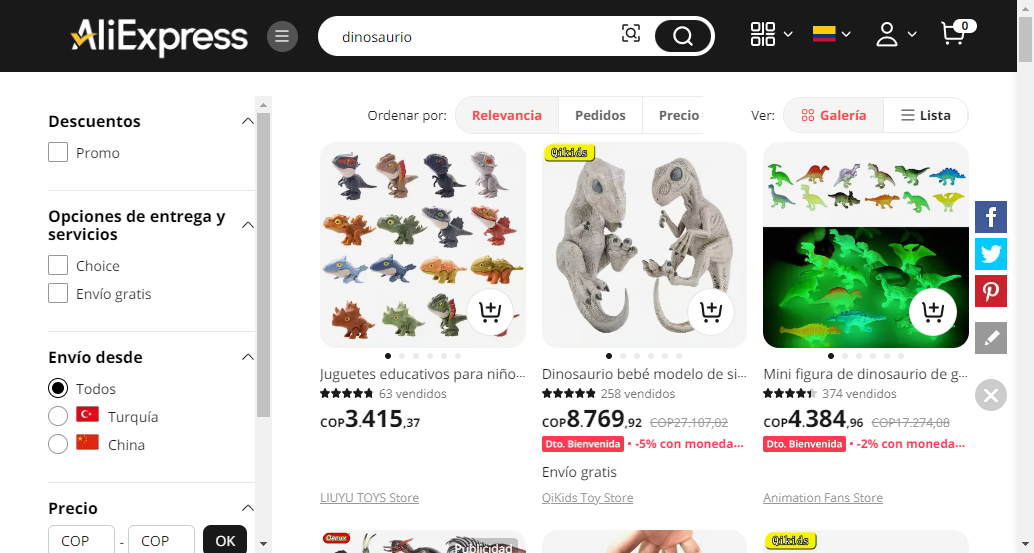 AliExpress
dinosaurio
0
Descuentos
Promo
Opciones de entrega y
servicios
Choice
Envío gratis
Envío desde
Todos
Turquía
China
Precio
COP - COP OK
Ordenar por: Relevancia Pedidos Precio
Ver: Galería Lista
Juguetes educativos para niño...
63 vendidos
COP3.415,37
LIUYU TOYS Store
Qikids
Dinosaurio bebé modelo de si...
258 vendidos
COP8.769,92 COP27.107,02
Dto. Bienvenida • -5% con moneda...
Envío gratis
QiKids Toy Store
Mini figura de dinosaurio de g...
374 vendidos
COP4.384,96 COP17.274,08
Dto. Bienvenida • -2% con moneda...
Animation Fans Store
Oenux
Publicidad
Qikids